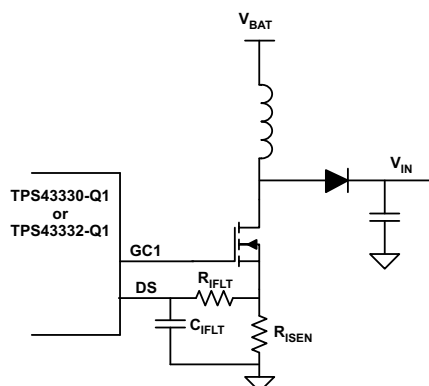 V_BAT
V_IN
TPS43330-Q1
or
TPS43332-Q1
GC1
R_IFLT
DS
C_IFLT
R_ISEN